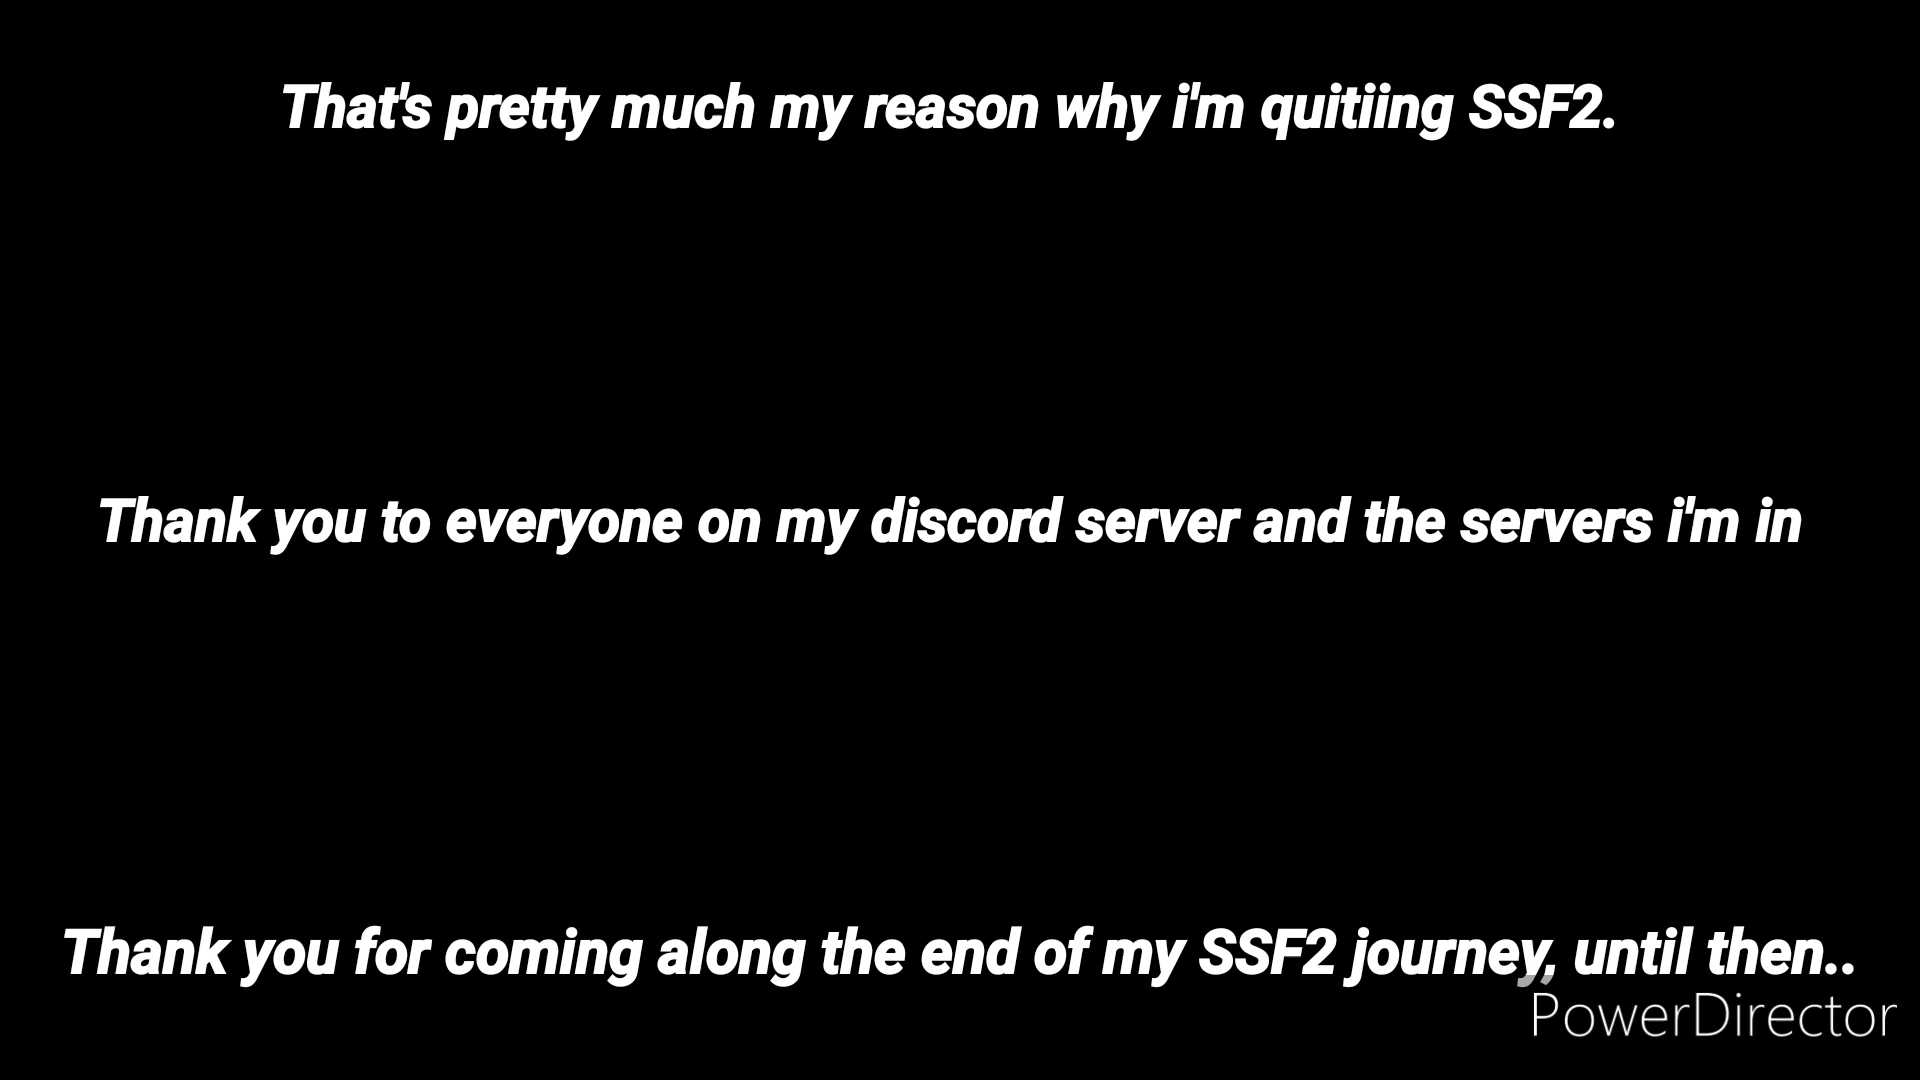 That's pretty much my reason why i'm quitiing SSF2.
Thank you to everyone on my discord server and the servers i'm in
Thank you for coming along the end of my SSF2 journey, until then..
PowerDirector